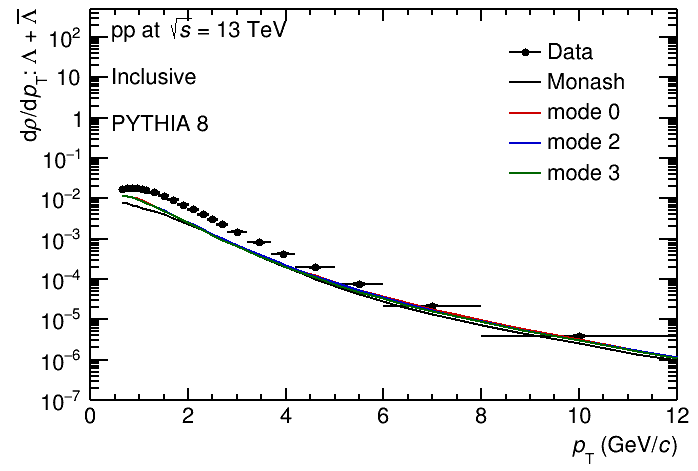 dρ/dp_T: Λ + Λ̅
pp at √s = 13 TeV
Inclusive
PYTHIA 8
Data
Monash
mode 0
mode 2
mode 3
10²
10
1
10⁻¹
10⁻²
10⁻³
10⁻⁴
10⁻⁵
10⁻⁶
10⁻⁷
0 2 4 6 8 10 12
p_T (GeV/c)